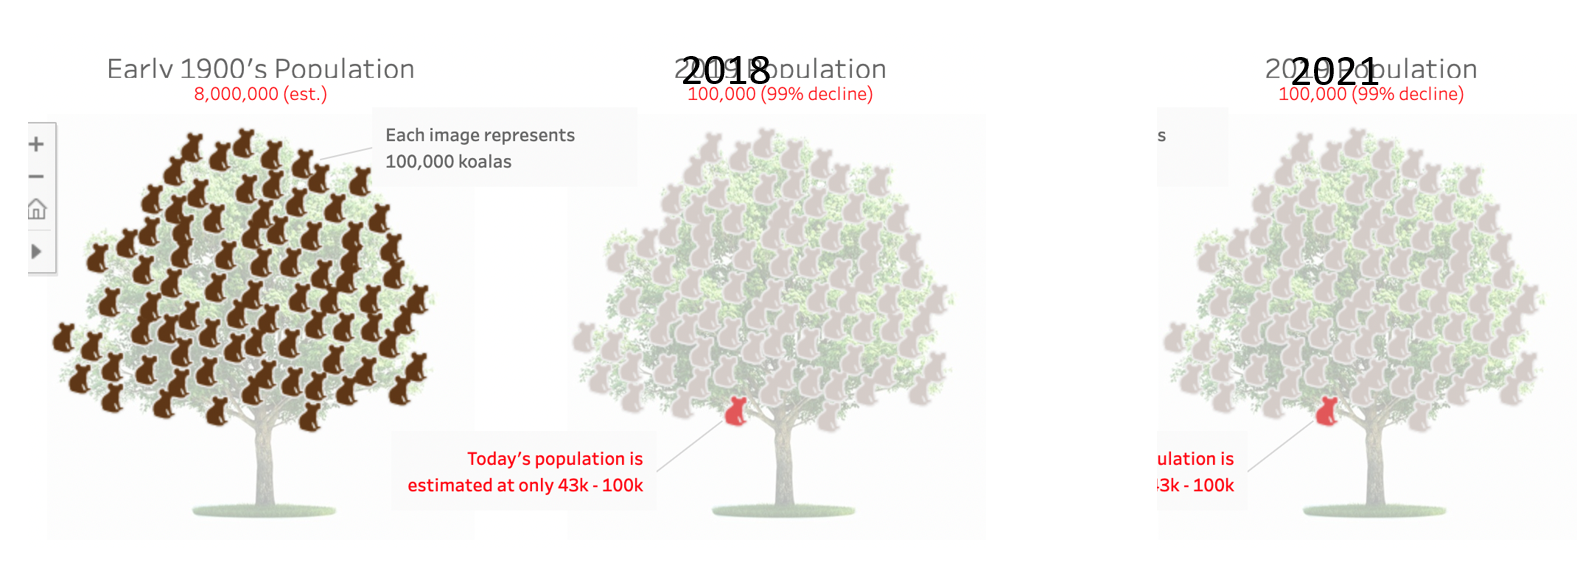 Early 1900's Population
8,000,000 (est.)
Each image represents
100,000 koalas
2018
2019 Population
100,000 (99% decline)
Today's population is
estimated at only 43k - 100k
2021
2019 Population
100,000 (99% decline)
s
ulation is
43k - 100k